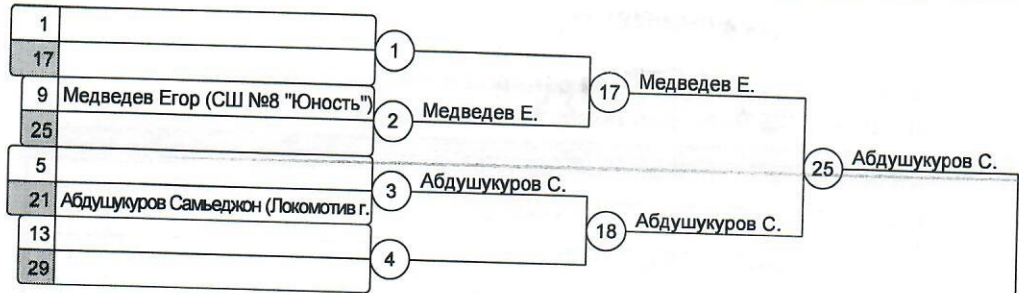 1
17
1
9 Медведев Егор (СШ №8 "Юность")
25
2 Медведев Е.
17 Медведев Е.
5
21 Абдушукуров Самьеджон (Локомотив г.
3 Абдушукуров С.
13
29
4
18 Абдушукуров С.
25 Абдушукуров С.